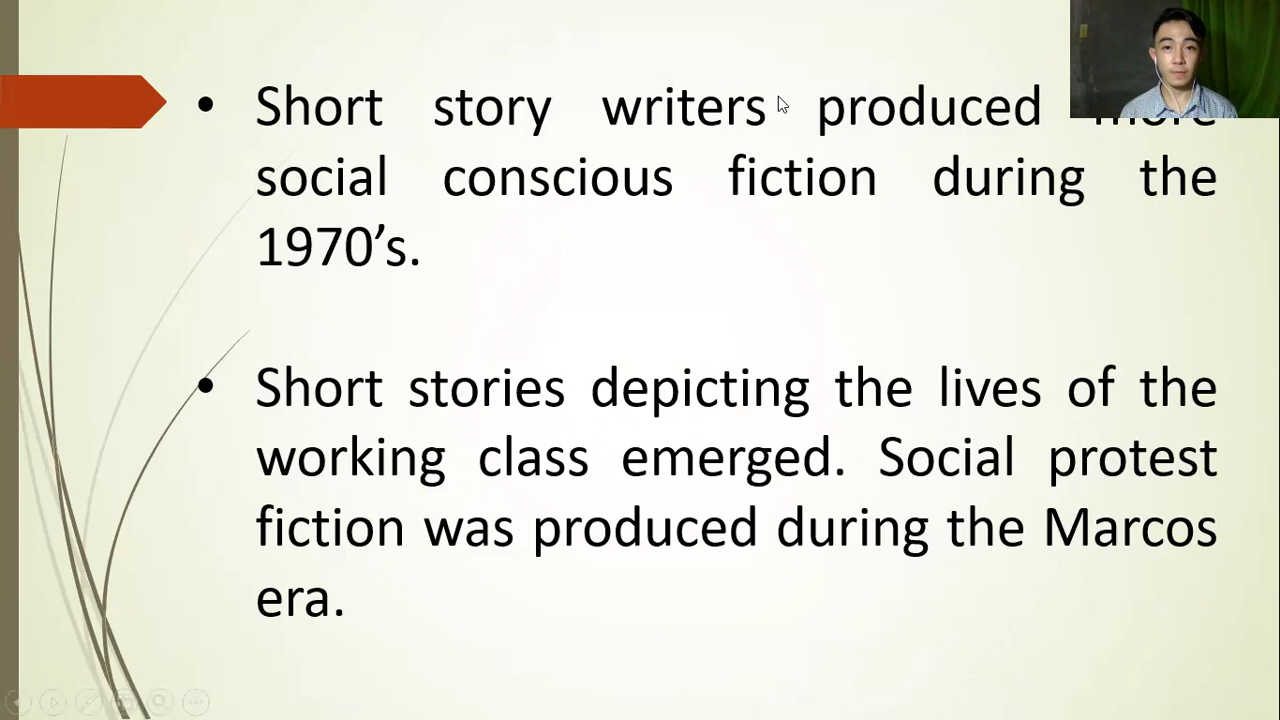 • Short story writers produced more
social conscious fiction during the
1970’s.
• Short stories depicting the lives of the
working class emerged. Social protest
fiction was produced during the Marcos
era.